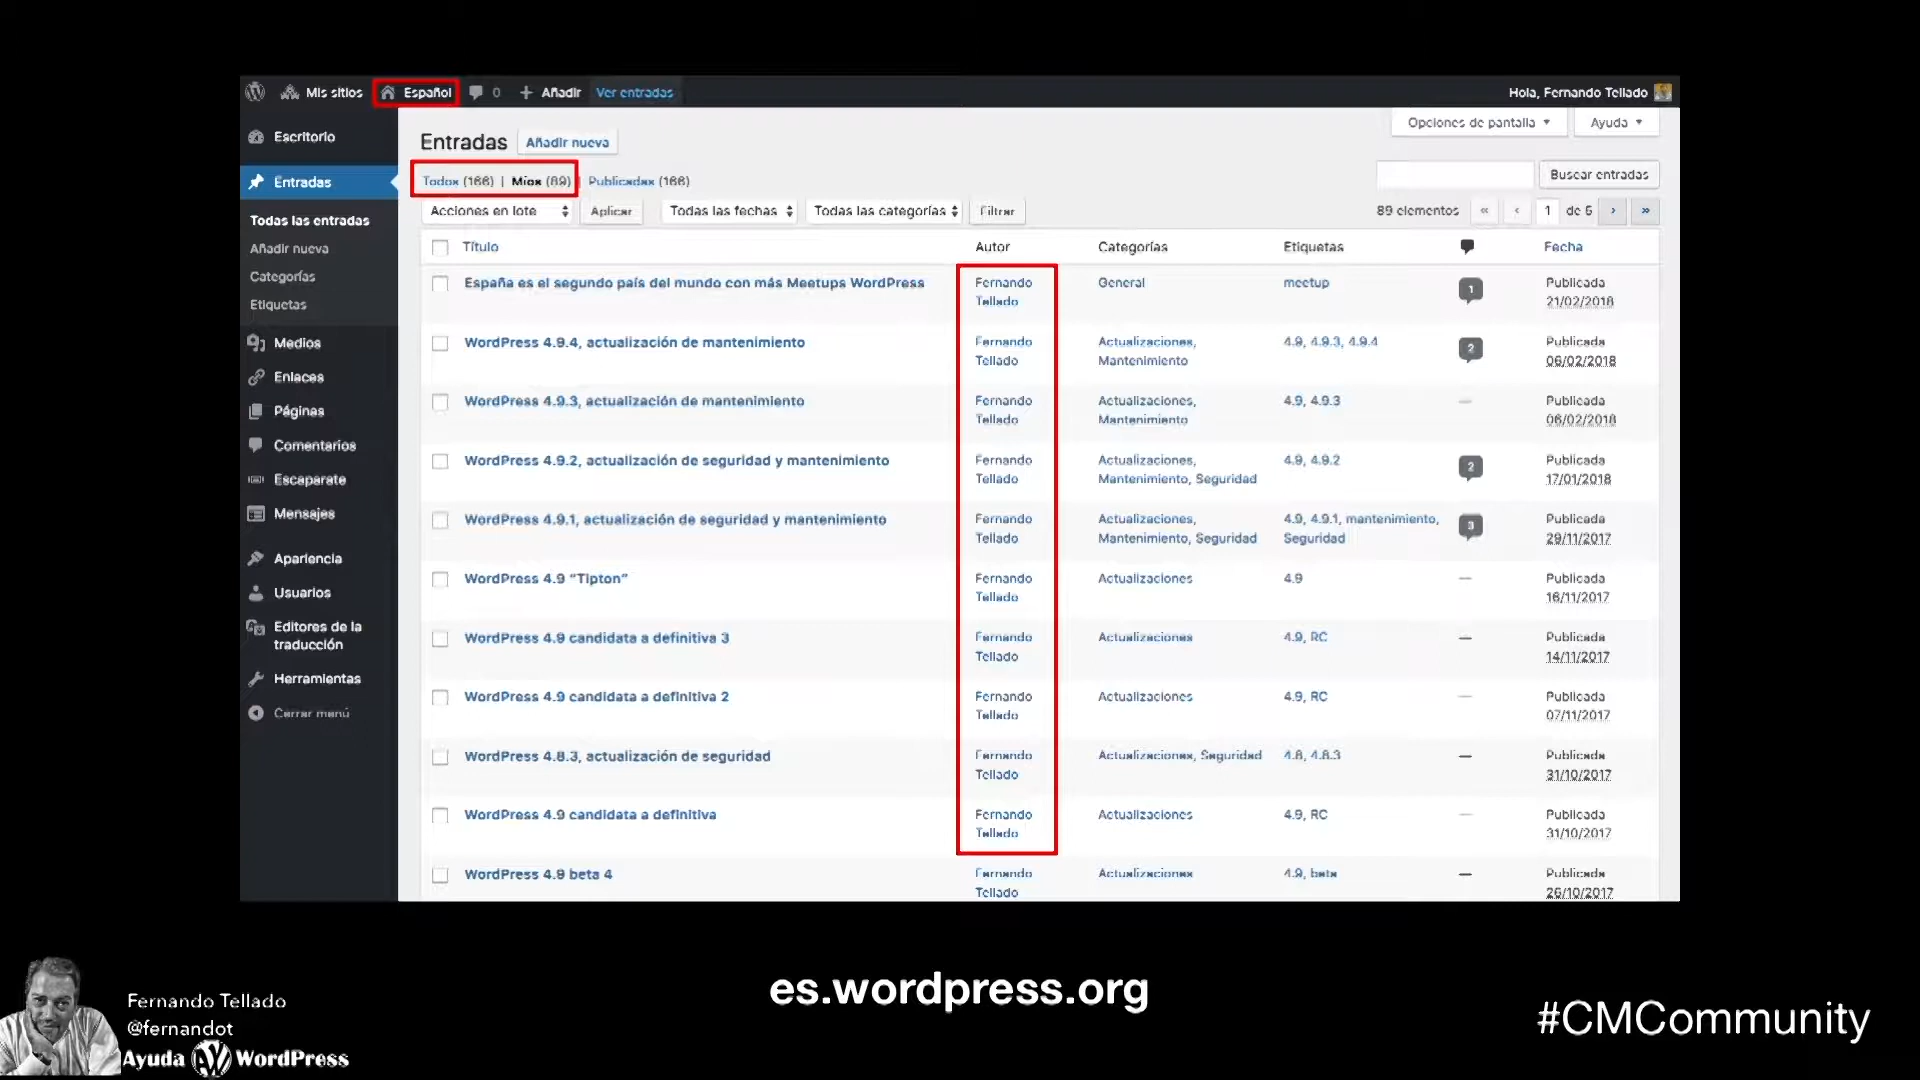 Mis sitios Español 0 + Añadir Ver entradas Hola, Fernando Tellado
Escritorio
Entradas
Todas las entradas
Añadir nueva
Categorías
Etiquetas
Medios
Enlaces
Páginas
Comentarios
Escaparate
Mensajes
Apariencia
Usuarios
Editores de la
traducción
Herramientas
Cerrar menú
Opciones de pantalla Ayuda
Entradas Añadir nueva
Todos (166) | Míos (89) | Publicadas (166) Buscar entradas
Acciones en lote Aplicar Todas las fechas Todas las categorías Filtrar 89 elementos « ‹ 1 de 5 › »
Título Autor Categorías Etiquetas Fecha
España es el segundo país del mundo con más Meetups WordPress Fernando General meetup 1 Publicada
Tellado 21/02/2018
WordPress 4.9.4, actualización de mantenimiento Fernando Actualizaciones, 4.9, 4.9.3, 4.9.4 2 Publicada
Tellado Mantenimiento 06/02/2018
WordPress 4.9.3, actualización de mantenimiento Fernando Actualizaciones, 4.9, 4.9.3 — Publicada
Tellado Mantenimiento 06/02/2018
WordPress 4.9.2, actualización de seguridad y mantenimiento Fernando Actualizaciones, 4.9, 4.9.2 2 Publicada
Tellado Mantenimiento, Seguridad 17/01/2018
WordPress 4.9.1, actualización de seguridad y mantenimiento Fernando Actualizaciones, 4.9, 4.9.1, mantenimiento, 3 Publicada
Tellado Mantenimiento, Seguridad Seguridad 29/11/2017
WordPress 4.9 “Tipton” Fernando Actualizaciones 4.9 — Publicada
Tellado 16/11/2017
WordPress 4.9 candidata a definitiva 3 Fernando Actualizaciones 4.9, RC — Publicada
Tellado 14/11/2017
WordPress 4.9 candidata a definitiva 2 Fernando Actualizaciones 4.9, RC — Publicada
Tellado 07/11/2017
WordPress 4.8.3, actualización de seguridad Fernando Actualizaciones, Seguridad 4.8, 4.8.3 — Publicada
Tellado 31/10/2017
WordPress 4.9 candidata a definitiva Fernando Actualizaciones 4.9, RC — Publicada
Tellado 31/10/2017
WordPress 4.9 beta 4 Fernando Actualizaciones 4.9, beta — Publicada
Tellado 26/10/2017
es.wordpress.org
Fernando Tellado
@fernandot
Ayuda WordPress
#CMCommunity